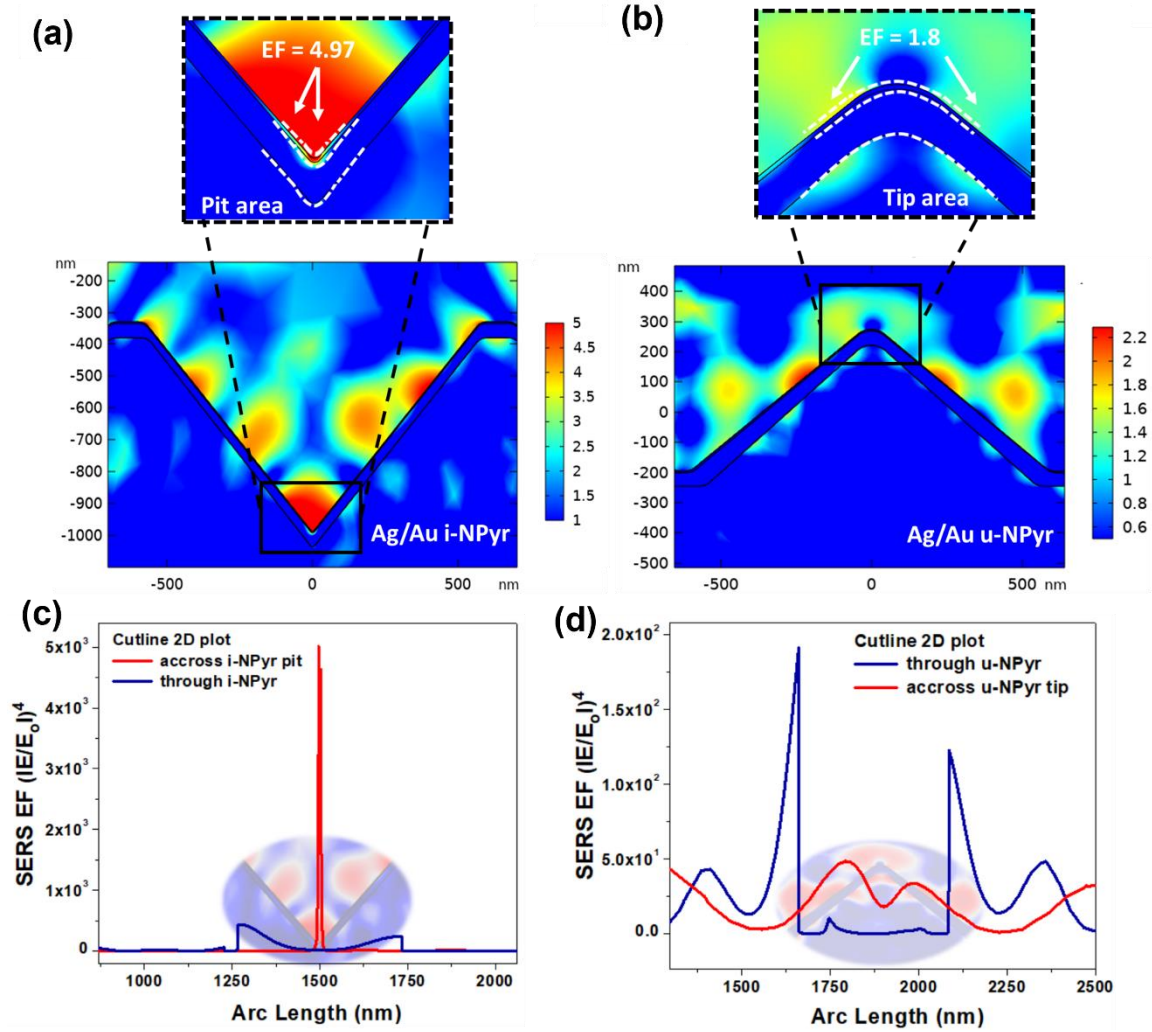 (a)
EF = 4.97
Pit area
nm
-200
-300
-400
-500
-600
-700
-800
-900
-1000
-500
0
500
nm
Ag/Au i-NPyr
5
4.5
4
3.5
3
2.5
2
1.5
1
(b)
EF = 1.8
Tip area
nm
400
300
200
100
0
-100
-200
-300
-400
-500
-500
0
500
nm
Ag/Au u-NPyr
2.2
2
1.8
1.6
1.4
1.2
1
0.8
0.6
(c)
Cutline 2D plot
accross i-NPyr pit
through i-NPyr
SERS EF (IE/EoI)⁴
5x10³
4x10³
3x10³
2x10³
1x10³
0
1000
1250
1500
1750
2000
Arc Length (nm)
(d)
Cutline 2D plot
through u-NPyr
accross u-NPyr tip
SERS EF (IE/EoI)⁴
2.0x10²
1.5x10²
1.0x10²
5.0x10¹
0.0
1500
1750
2000
2250
2500
Arc Length (nm)